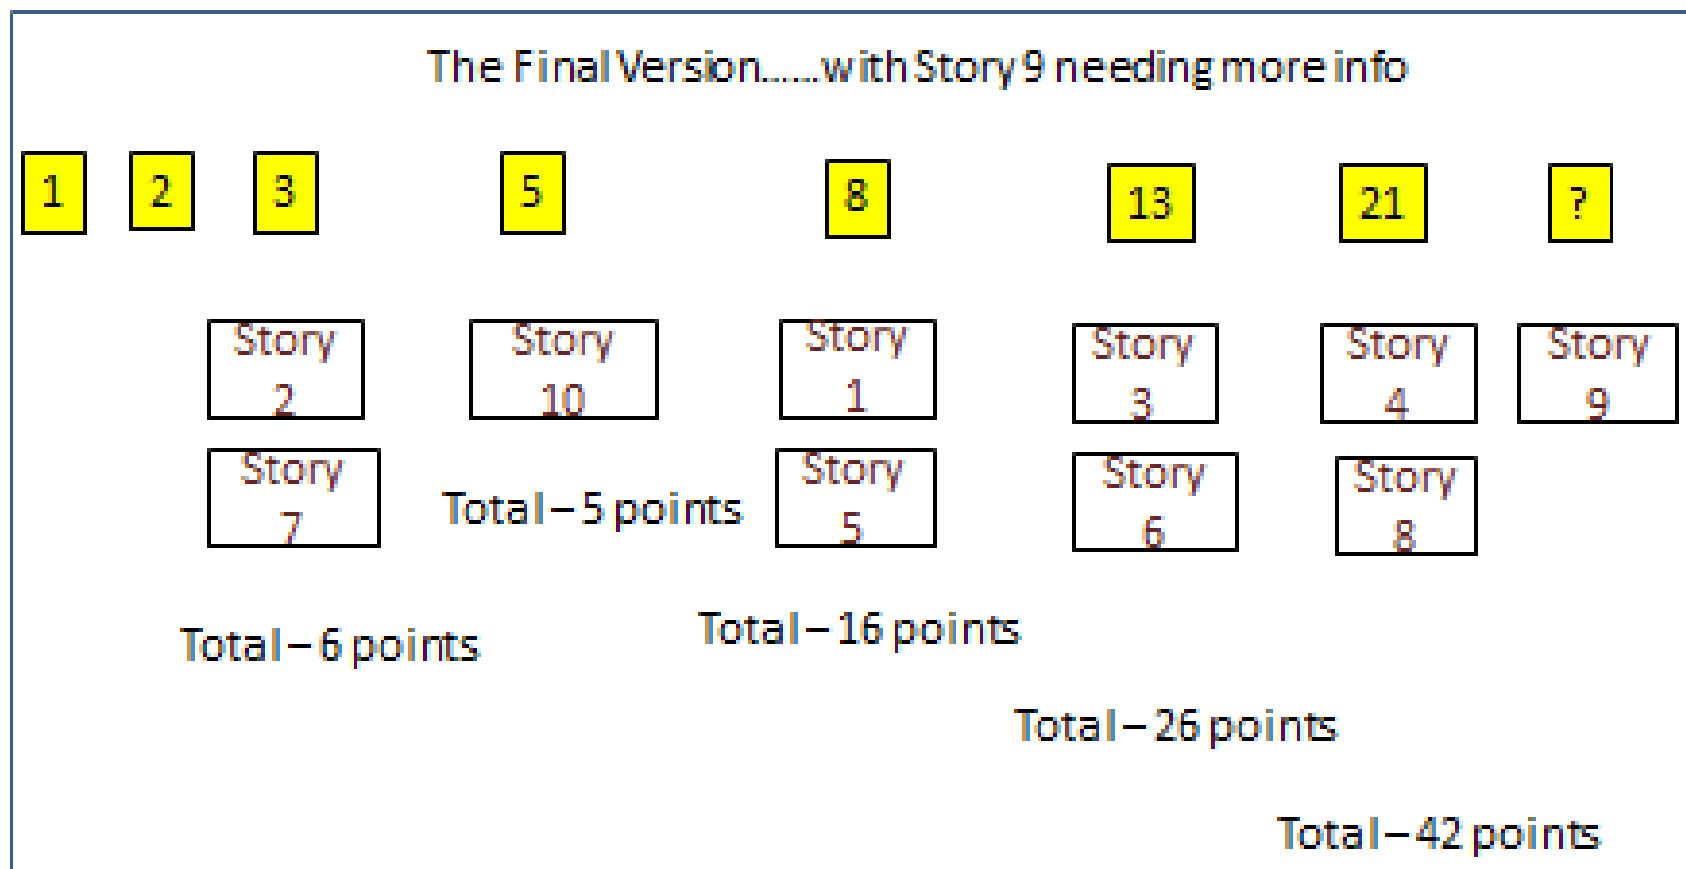 The Final Version......with Story 9 needing more info
1 2 3 5 8 13 21 ?
Story Story Story Story Story Story
2 10 1 3 4 9
Story Story Story Story
7 5 6 8
Total – 5 points
Total – 6 points
Total – 16 points
Total – 26 points
Total – 42 points